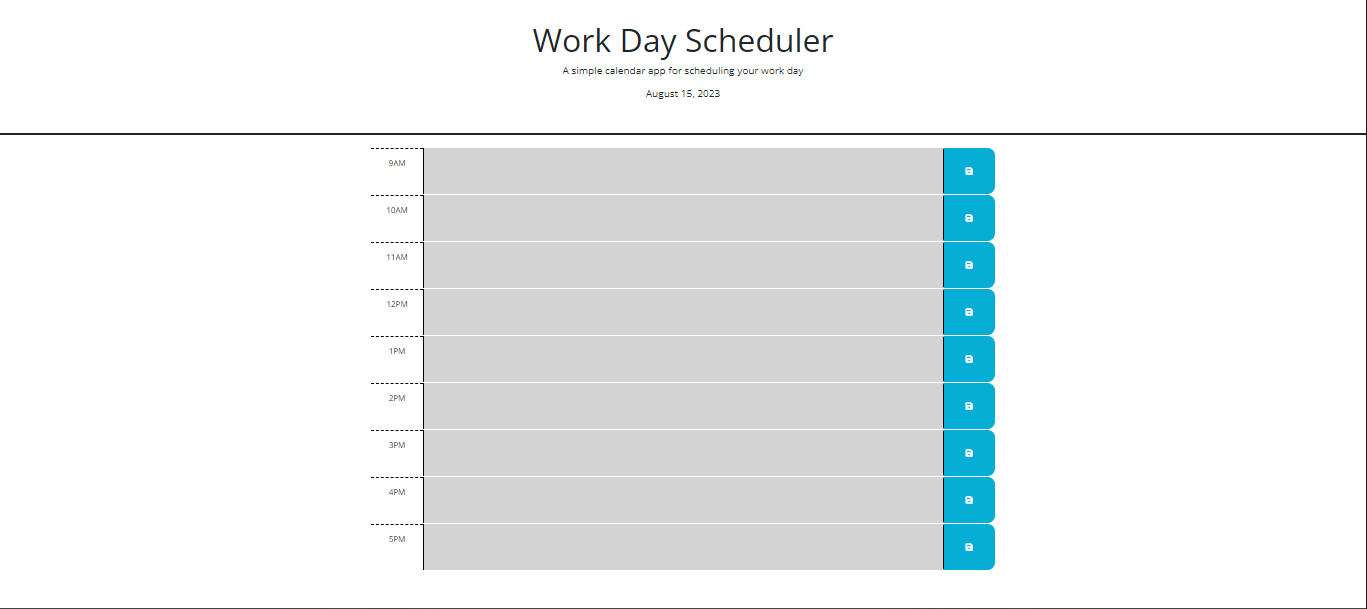 Work Day Scheduler
A simple calendar app for scheduling your work day
August 15, 2023
9AM
10AM
11AM
12PM
1PM
2PM
3PM
4PM
5PM